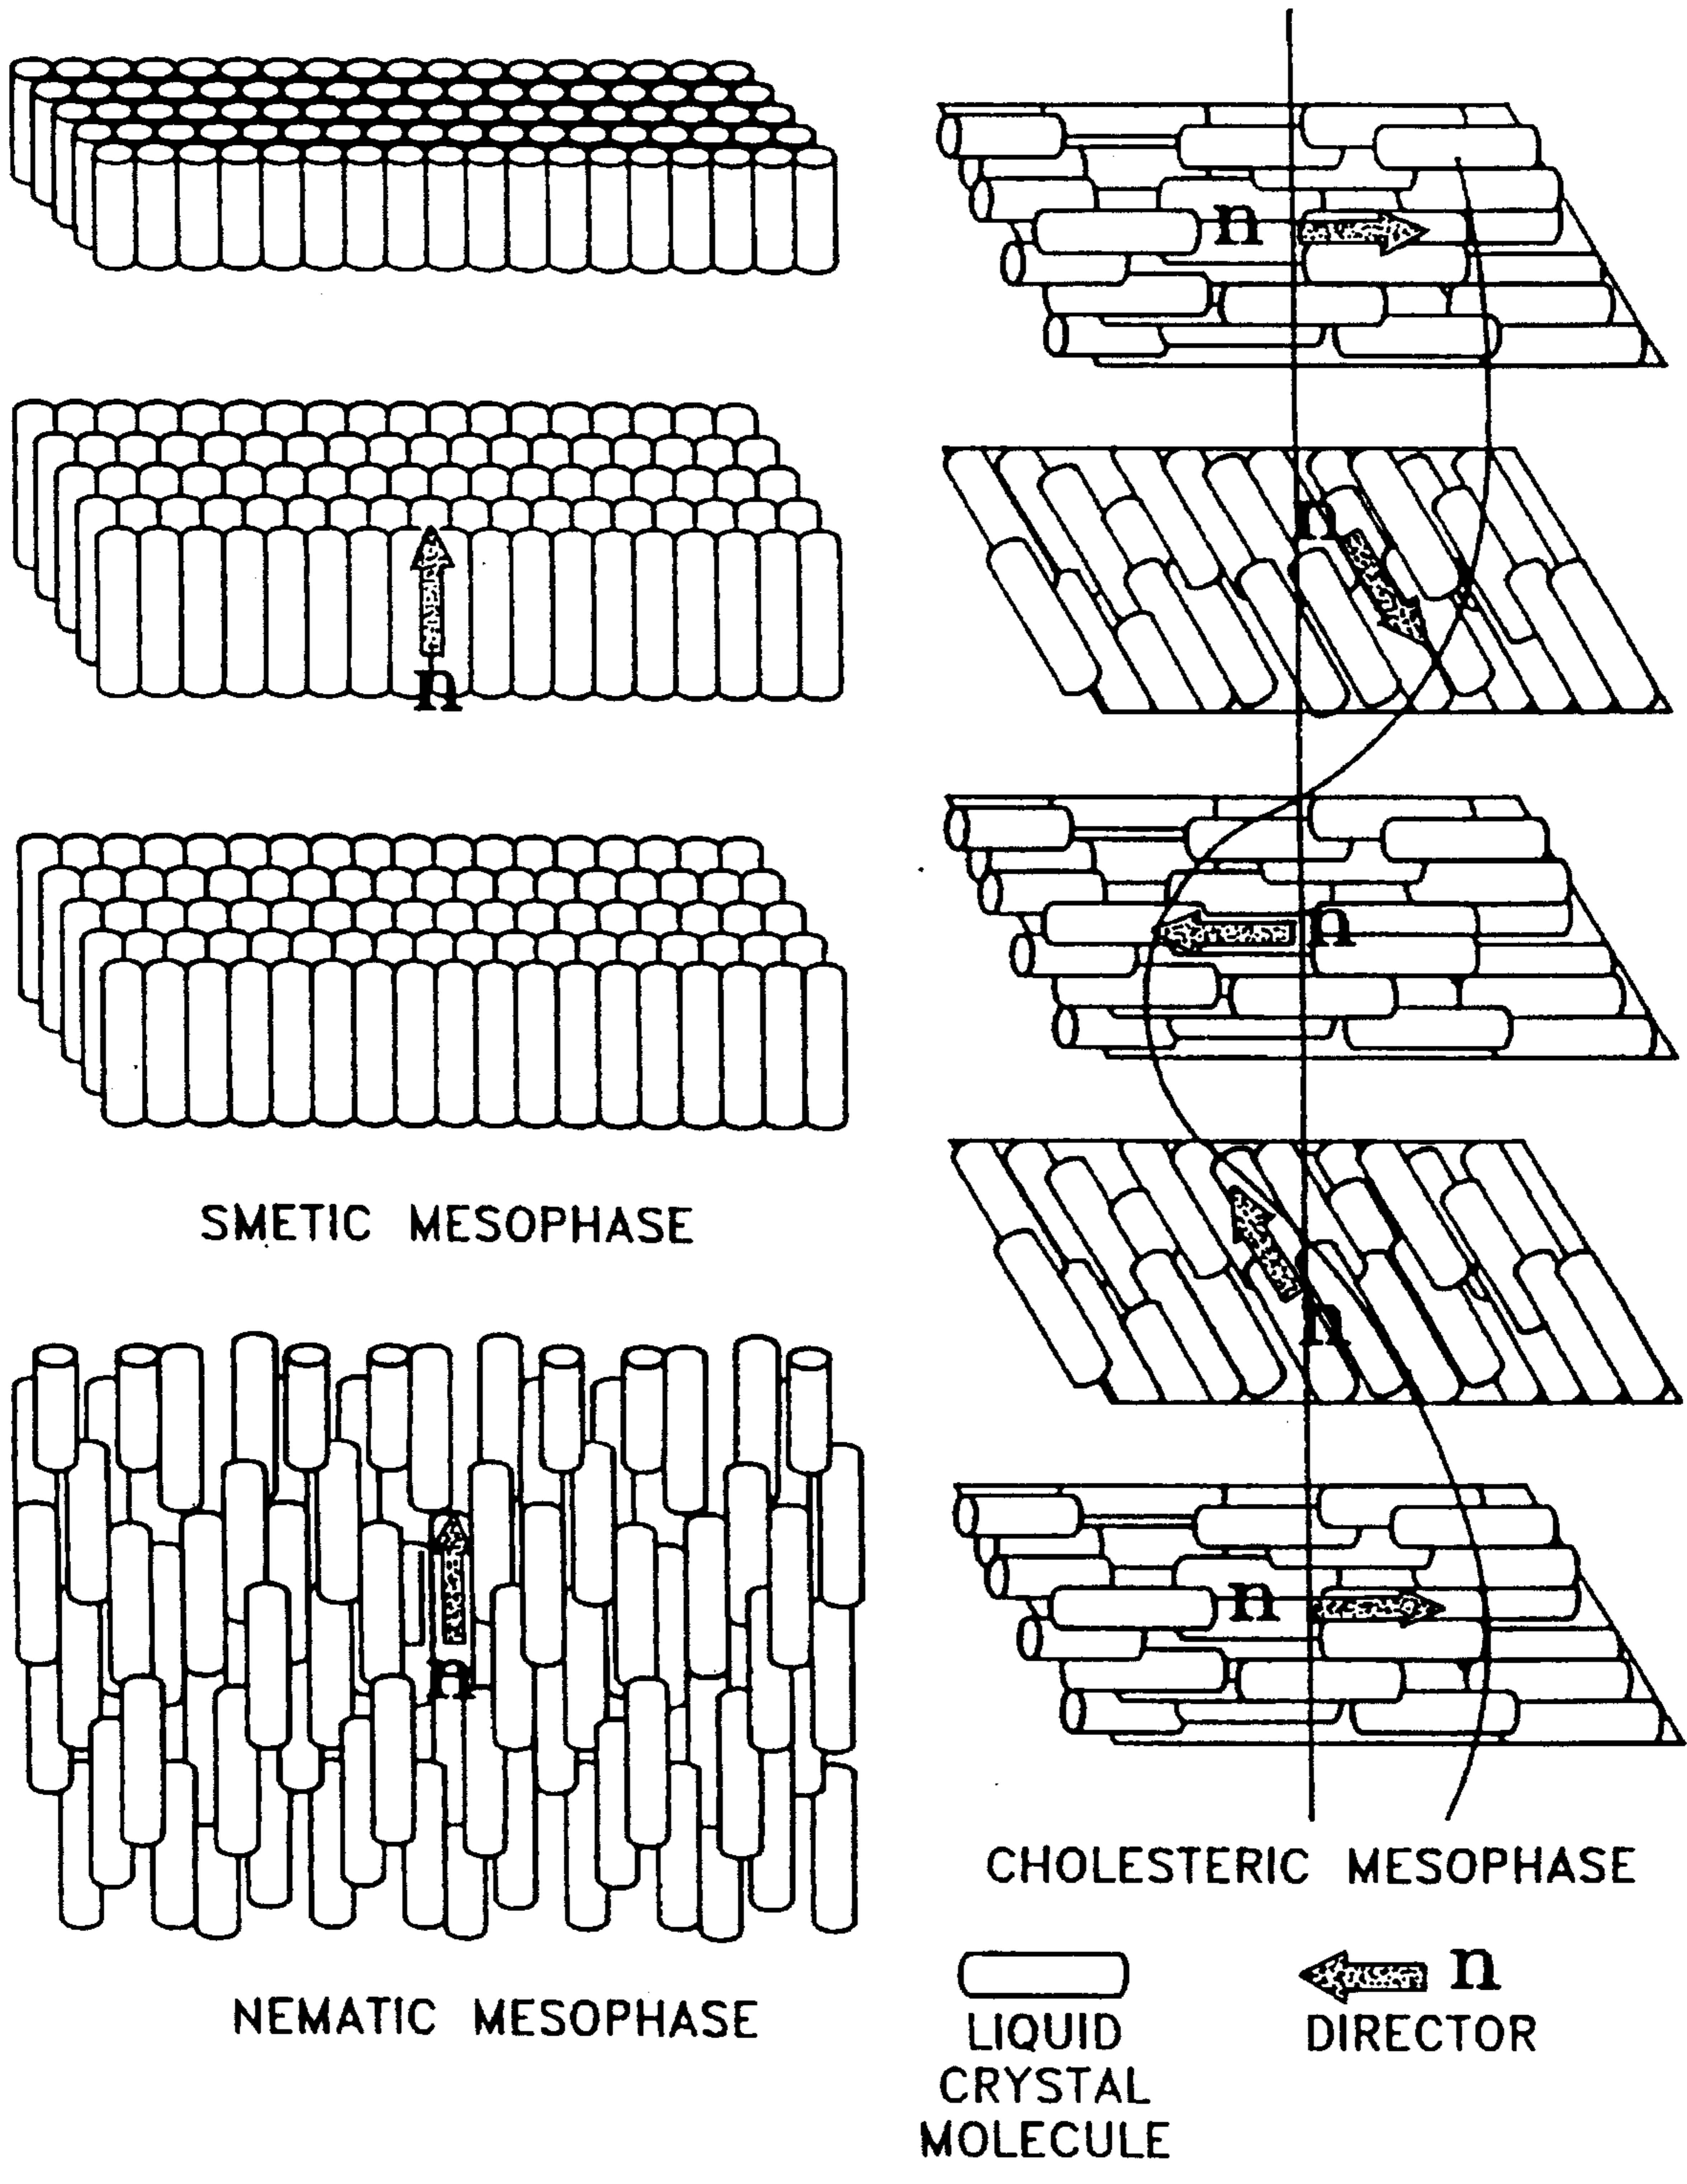 n
SMETIC MESOPHASE
n
NEMATIC MESOPHASE
n
n
n
n
n
CHOLESTERIC MESOPHASE
LIQUID
CRYSTAL
MOLECULE
n
DIRECTOR